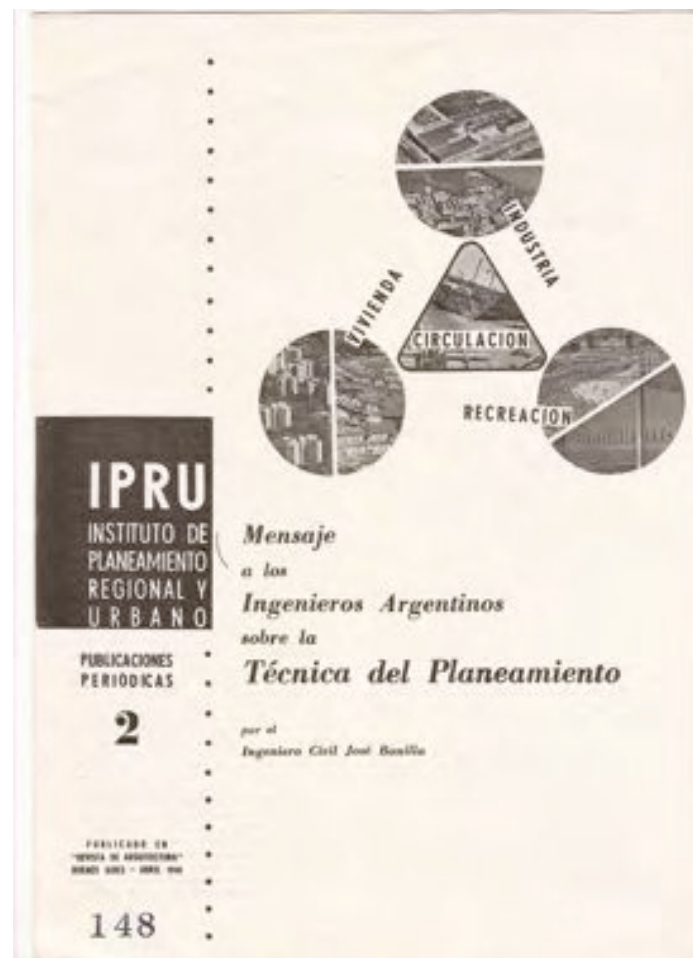 INDUSTRIA
VIVIENDA
CIRCULACION
RECREACION
IPRU
INSTITUTO DE
PLANEAMIENTO
REGIONAL Y
URBANO
PUBLICACIONES
PERIODICAS
2
PUBLICADO EN
"REVISTA DE ARQUITECTURA"
BUENOS AIRES - ABRIL
148
Mensaje
a los
Ingenieros Argentinos
sobre la
Técnica del Planeamiento
por el
Ingeniero Civil José Bonilla